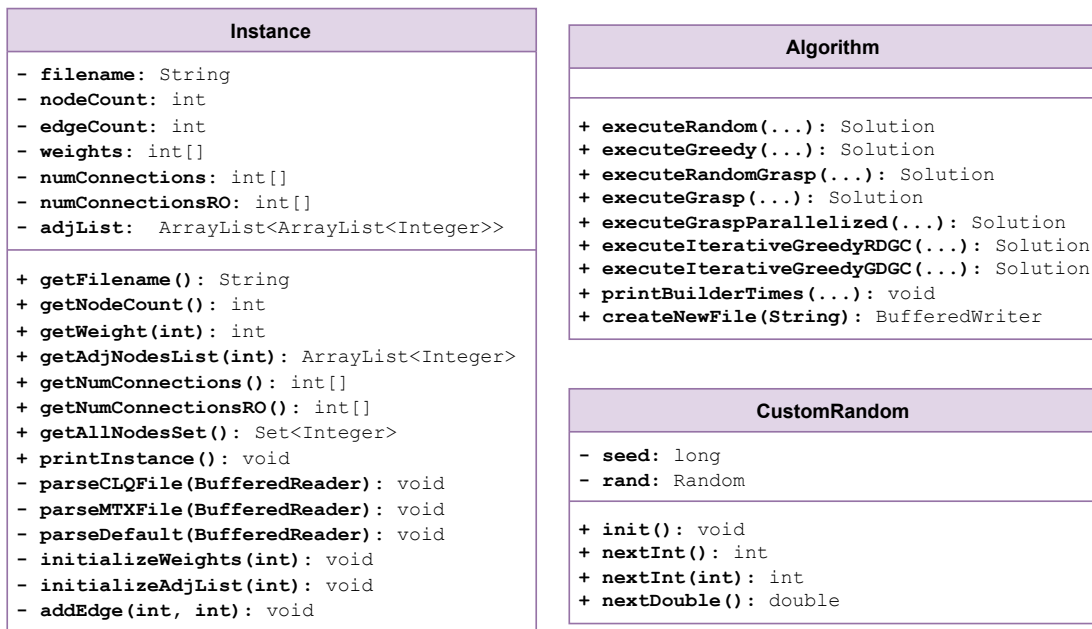 Instance
- filename: String
- nodeCount: int
- edgeCount: int
- weights: int[]
- numConnections: int[]
- numConnectionsRO: int[]
- adjList: ArrayList<ArrayList<Integer>>
+ getFilename(): String
+ getNodeCount(): int
+ getWeight(int): int
+ getAdjNodesList(int): ArrayList<Integer>
+ getNumConnections(): int[]
+ getNumConnectionsRO(): int[]
+ getAllNodesSet(): Set<Integer>
+ printInstance(): void
- parseCLQFile(BufferedReader): void
- parseMTXFile(BufferedReader): void
- parseDefault(BufferedReader): void
- initializeWeights(int): void
- initializeAdjList(int): void
- addEdge(int, int): void
Algorithm
+ executeRandom(...): Solution
+ executeGreedy(...): Solution
+ executeRandomGrasp(...): Solution
+ executeGrasp(...): Solution
+ executeGraspParallelized(...): Solution
+ executeIterativeGreedyRDGC(...): Solution
+ executeIterativeGreedyGDGC(...): Solution
+ printBuilderTimes(...): void
+ createNewFile(String): BufferedWriter
CustomRandom
- seed: long
- rand: Random
+ init(): void
+ nextInt(): int
+ nextInt(int): int
+ nextDouble(): double